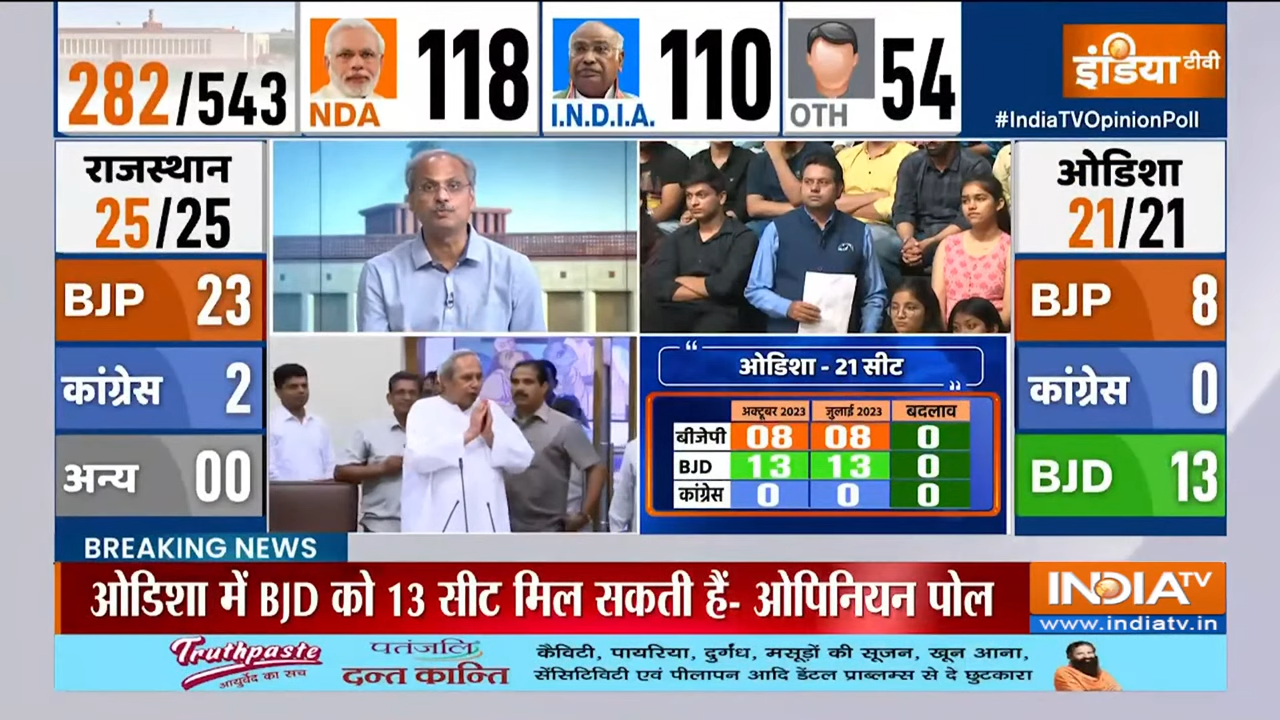 282/543
NDA 118
I.N.D.I.A. 110
OTH 54
इंडिया टीवी
#IndiaTVOpinionPoll
राजस्थान
25/25
BJP 23
कांग्रेस 2
अन्य 00
ओडिशा
21/21
BJP 8
कांग्रेस 0
BJD 13
“ ओडिशा - 21 सीट ”
अक्टूबर 2023 जुलाई 2023 बदलाव
बीजेपी 08 08 0
BJD 13 13 0
कांग्रेस 0 0 0
BREAKING NEWS
ओडिशा में BJD को 13 सीट मिल सकती हैं- ओपिनियन पोल
INDIA TV
www.indiatv.in
Truthpaste
आयुर्वेद का सच
पतंजलि
दन्त कान्ति
कैविटी, पायरिया, दुर्गंध, मसूड़ों की सूजन, खून आना,
सेंसिटिविटी एवं पीलापन आदि डेंटल प्राब्लम्स से दे छुटकारा